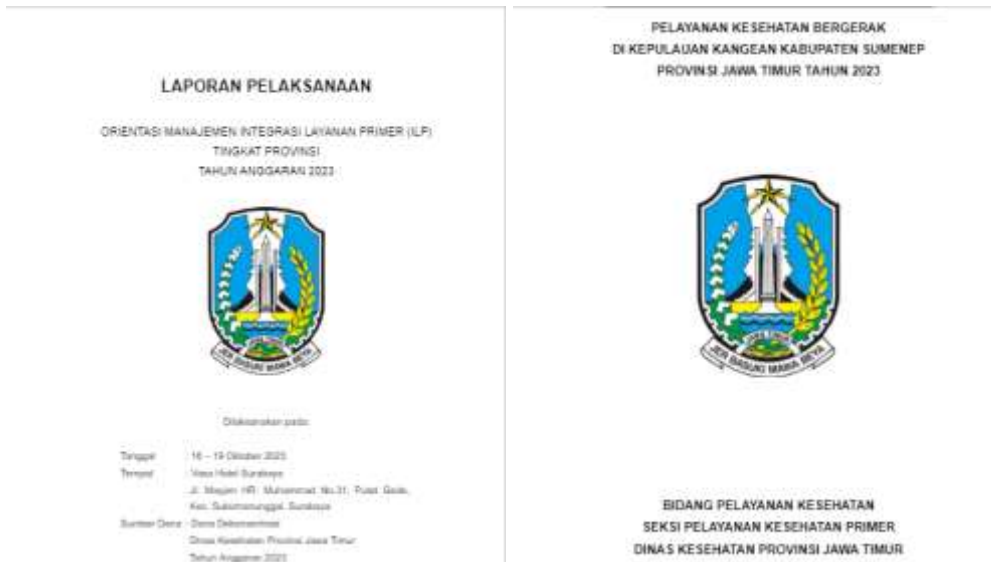 LAPORAN PELAKSANAAN
ORIENTASI MANAJEMEN INTEGRASI LAYANAN PRIMER (ILP)
TINGKAT PROVINSI
TAHUN ANGGARAN 2023
JAWA TIMUR
JER BASUKI MAWA BEYA
Dilaksanakan pada:
Tanggal : 16 – 19 Oktober 2023
Tempat : Vasa Hotel Surabaya
Jl. Mayjen HR. Muhammad No.31, Putat Gede,
Kec. Sukomanunggal, Surabaya
Sumber Dana : Dana Dekonsentrasi
Dinas Kesehatan Provinsi Jawa Timur
Tahun Anggaran 2023
PELAYANAN KESEHATAN BERGERAK
DI KEPULAUAN KANGEAN KABUPATEN SUMENEP
PROVINSI JAWA TIMUR TAHUN 2023
JAWA TIMUR
JER BASUKI MAWA BEYA
BIDANG PELAYANAN KESEHATAN
SEKSI PELAYANAN KESEHATAN PRIMER
DINAS KESEHATAN PROVINSI JAWA TIMUR